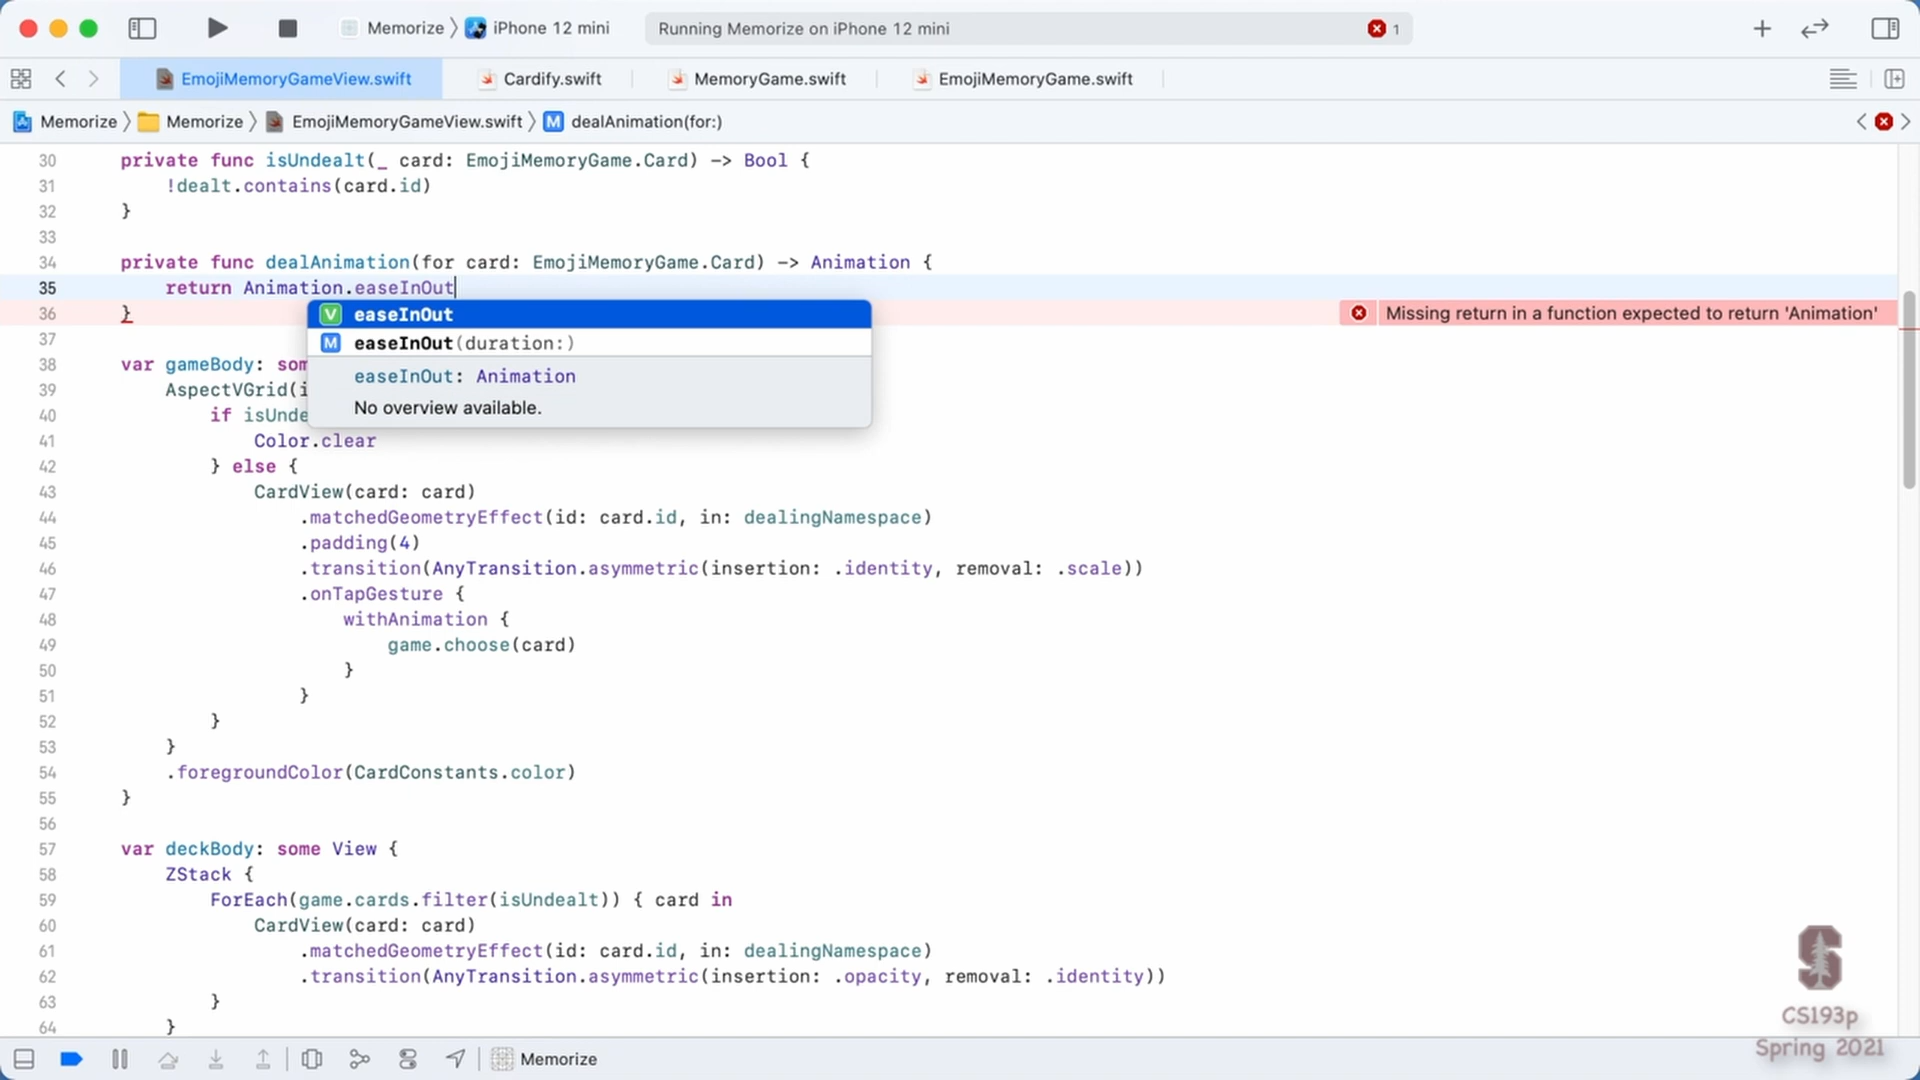 Memorize 〉 iPhone 12 mini
Running Memorize on iPhone 12 mini
1
EmojiMemoryGameView.swift
Cardify.swift
MemoryGame.swift
EmojiMemoryGame.swift
Memorize 〉 Memorize 〉 EmojiMemoryGameView.swift 〉 M dealAnimation(for:)
30 private func isUndealt(_ card: EmojiMemoryGame.Card) -> Bool {
31 !dealt.contains(card.id)
32 }
33
34 private func dealAnimation(for card: EmojiMemoryGame.Card) -> Animation {
35 return Animation.easeInOut
V easeInOut
M easeInOut(duration:)
easeInOut: Animation
No overview available.
36 } Missing return in a function expected to return 'Animation'
37
38 var gameBody: som
39 AspectVGrid(i
40 if isUnde
41 Color.clear
42 } else {
43 CardView(card: card)
44 .matchedGeometryEffect(id: card.id, in: dealingNamespace)
45 .padding(4)
46 .transition(AnyTransition.asymmetric(insertion: .identity, removal: .scale))
47 .onTapGesture {
48 withAnimation {
49 game.choose(card)
50 }
51 }
52 }
53 }
54 .foregroundColor(CardConstants.color)
55 }
56
57 var deckBody: some View {
58 ZStack {
59 ForEach(game.cards.filter(isUndealt)) { card in
60 CardView(card: card)
61 .matchedGeometryEffect(id: card.id, in: dealingNamespace)
62 .transition(AnyTransition.asymmetric(insertion: .opacity, removal: .identity))
63 }
64 }
S
CS193p
Spring 2021
Memorize